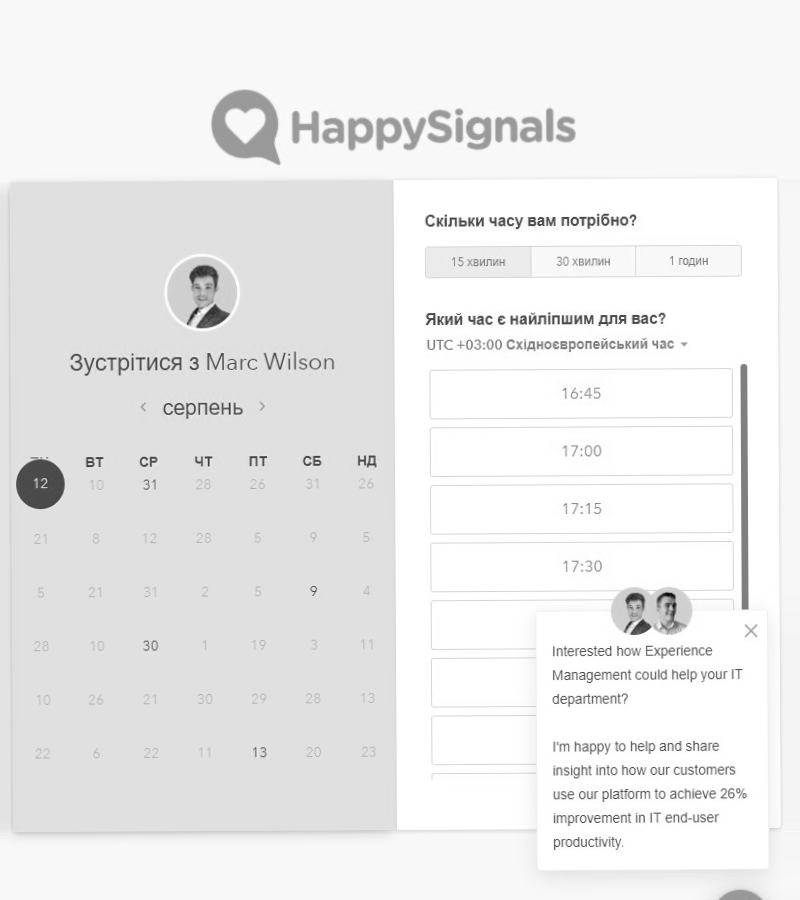 HappySignals
Зустрітися з Marc Wilson
серпень
ВТ СР ЧТ ПТ СБ НД
12 10 31 28 26 31 26
21 8 12 28 5 9 5
5 21 31 2 5 9 4
28 10 30 1 19 3 11
10 26 21 30 29 28 13
22 6 22 11 13 20 23
Скільки часу вам потрібно?
15 хвилин 30 хвилин 1 годин
Який час є найліпшим для вас?
UTC +03:00 Східноєвропейський час
16:45
17:00
17:15
17:30
Interested how Experience
Management could help your IT
department?
I'm happy to help and share
insight into how our customers
use our platform to achieve 26%
improvement in IT end-user
productivity.